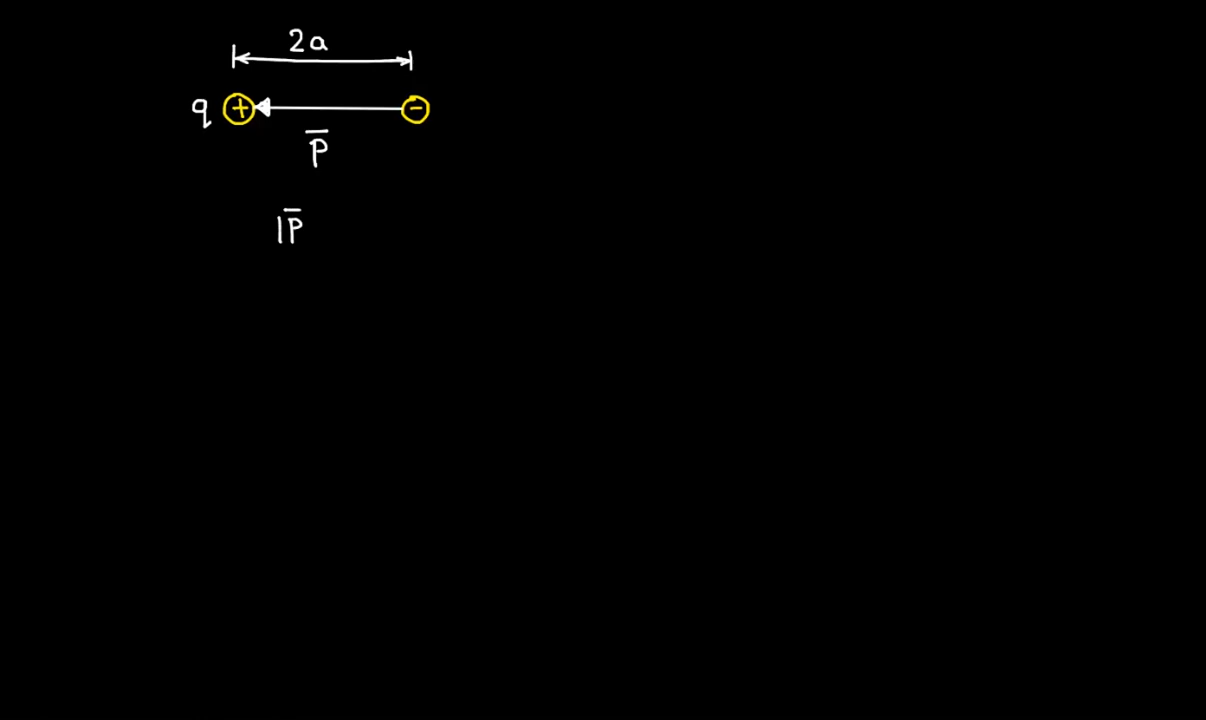 2a
q + -
p̅
|p̅